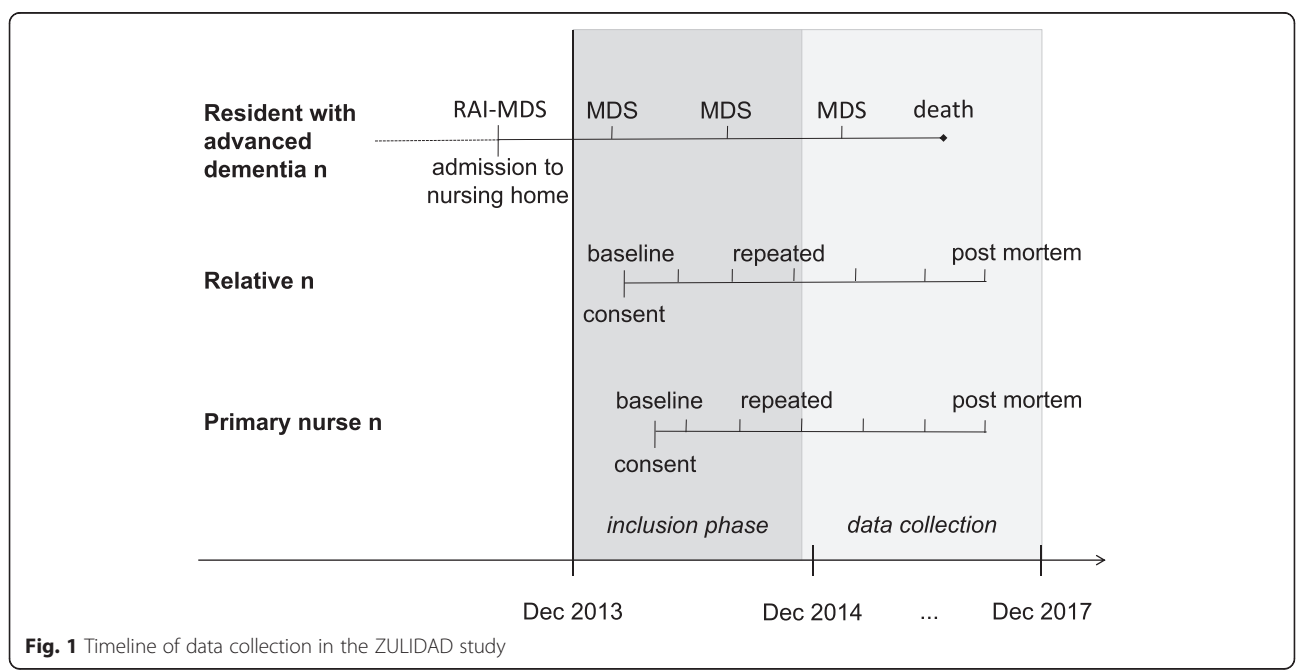 Resident with
advanced
dementia n
RAI-MDS
MDS
MDS
MDS
death
admission to
nursing home
Relative n
baseline
repeated
post mortem
consent
Primary nurse n
baseline
repeated
post mortem
consent
inclusion phase
data collection
Dec 2013
Dec 2014
...
Dec 2017
Fig. 1 Timeline of data collection in the ZULIDAD study